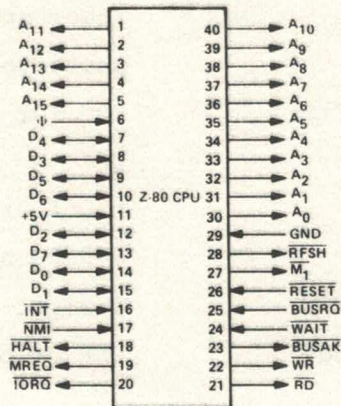 A11 1 40 A10
A12 2 39 A9
A13 3 38 A8
A14 4 37 A7
A15 5 36 A6
Φ 6 35 A5
D4 7 34 A4
D3 8 33 A3
D5 9 32 A2
D6 10 Z-80 CPU 31 A1
+5V 11 30 A0
D2 12 29 GND
D7 13 28 RFSH
D0 14 27 M1
D1 15 26 RESET
INT 16 25 BUSRQ
NMI 17 24 WAIT
HALT 18 23 BUSAK
MREQ 19 22 WR
IORQ 20 21 RD